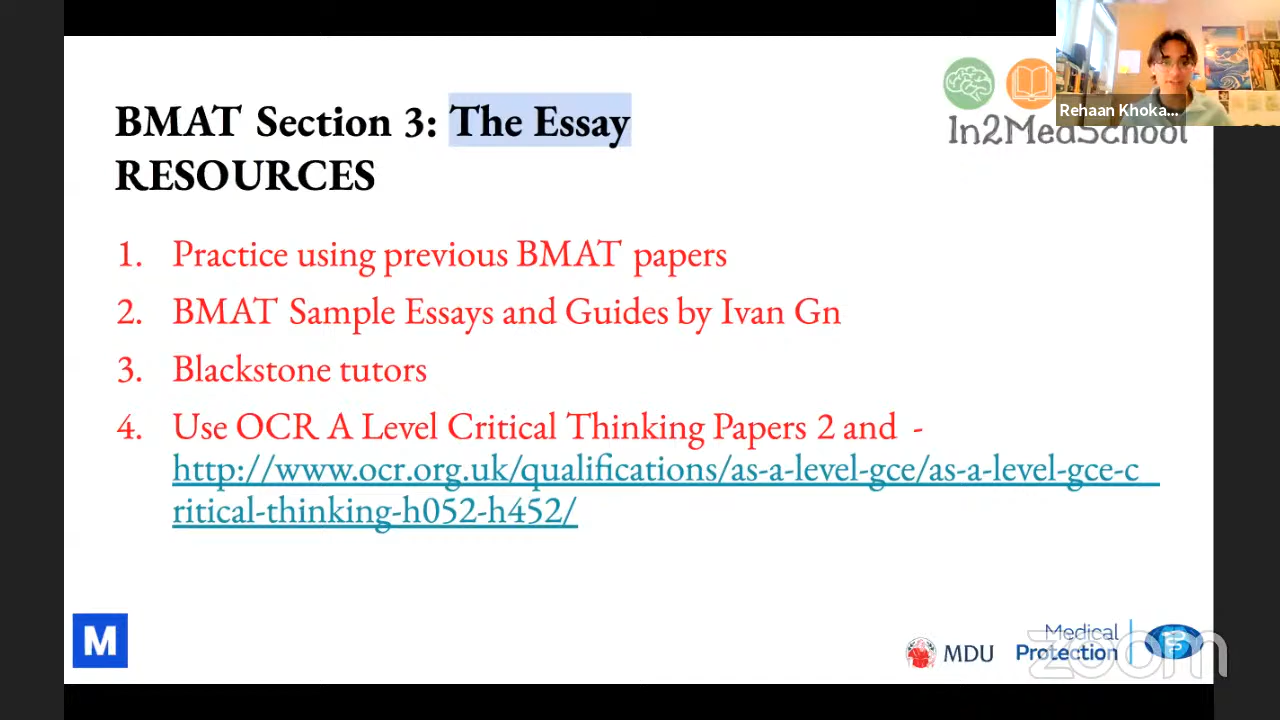 BMAT Section 3: The Essay
RESOURCES
Rehaan Khoka...
In2MedSchool
1. Practice using previous BMAT papers
2. BMAT Sample Essays and Guides by Ivan Gn
3. Blackstone tutors
4. Use OCR A Level Critical Thinking Papers 2 and -
http://www.ocr.org.uk/qualifications/as-a-level-gce/as-a-level-gce-c
ritical-thinking-h052-h452/
M
MDU
Medical
Protection
zoom